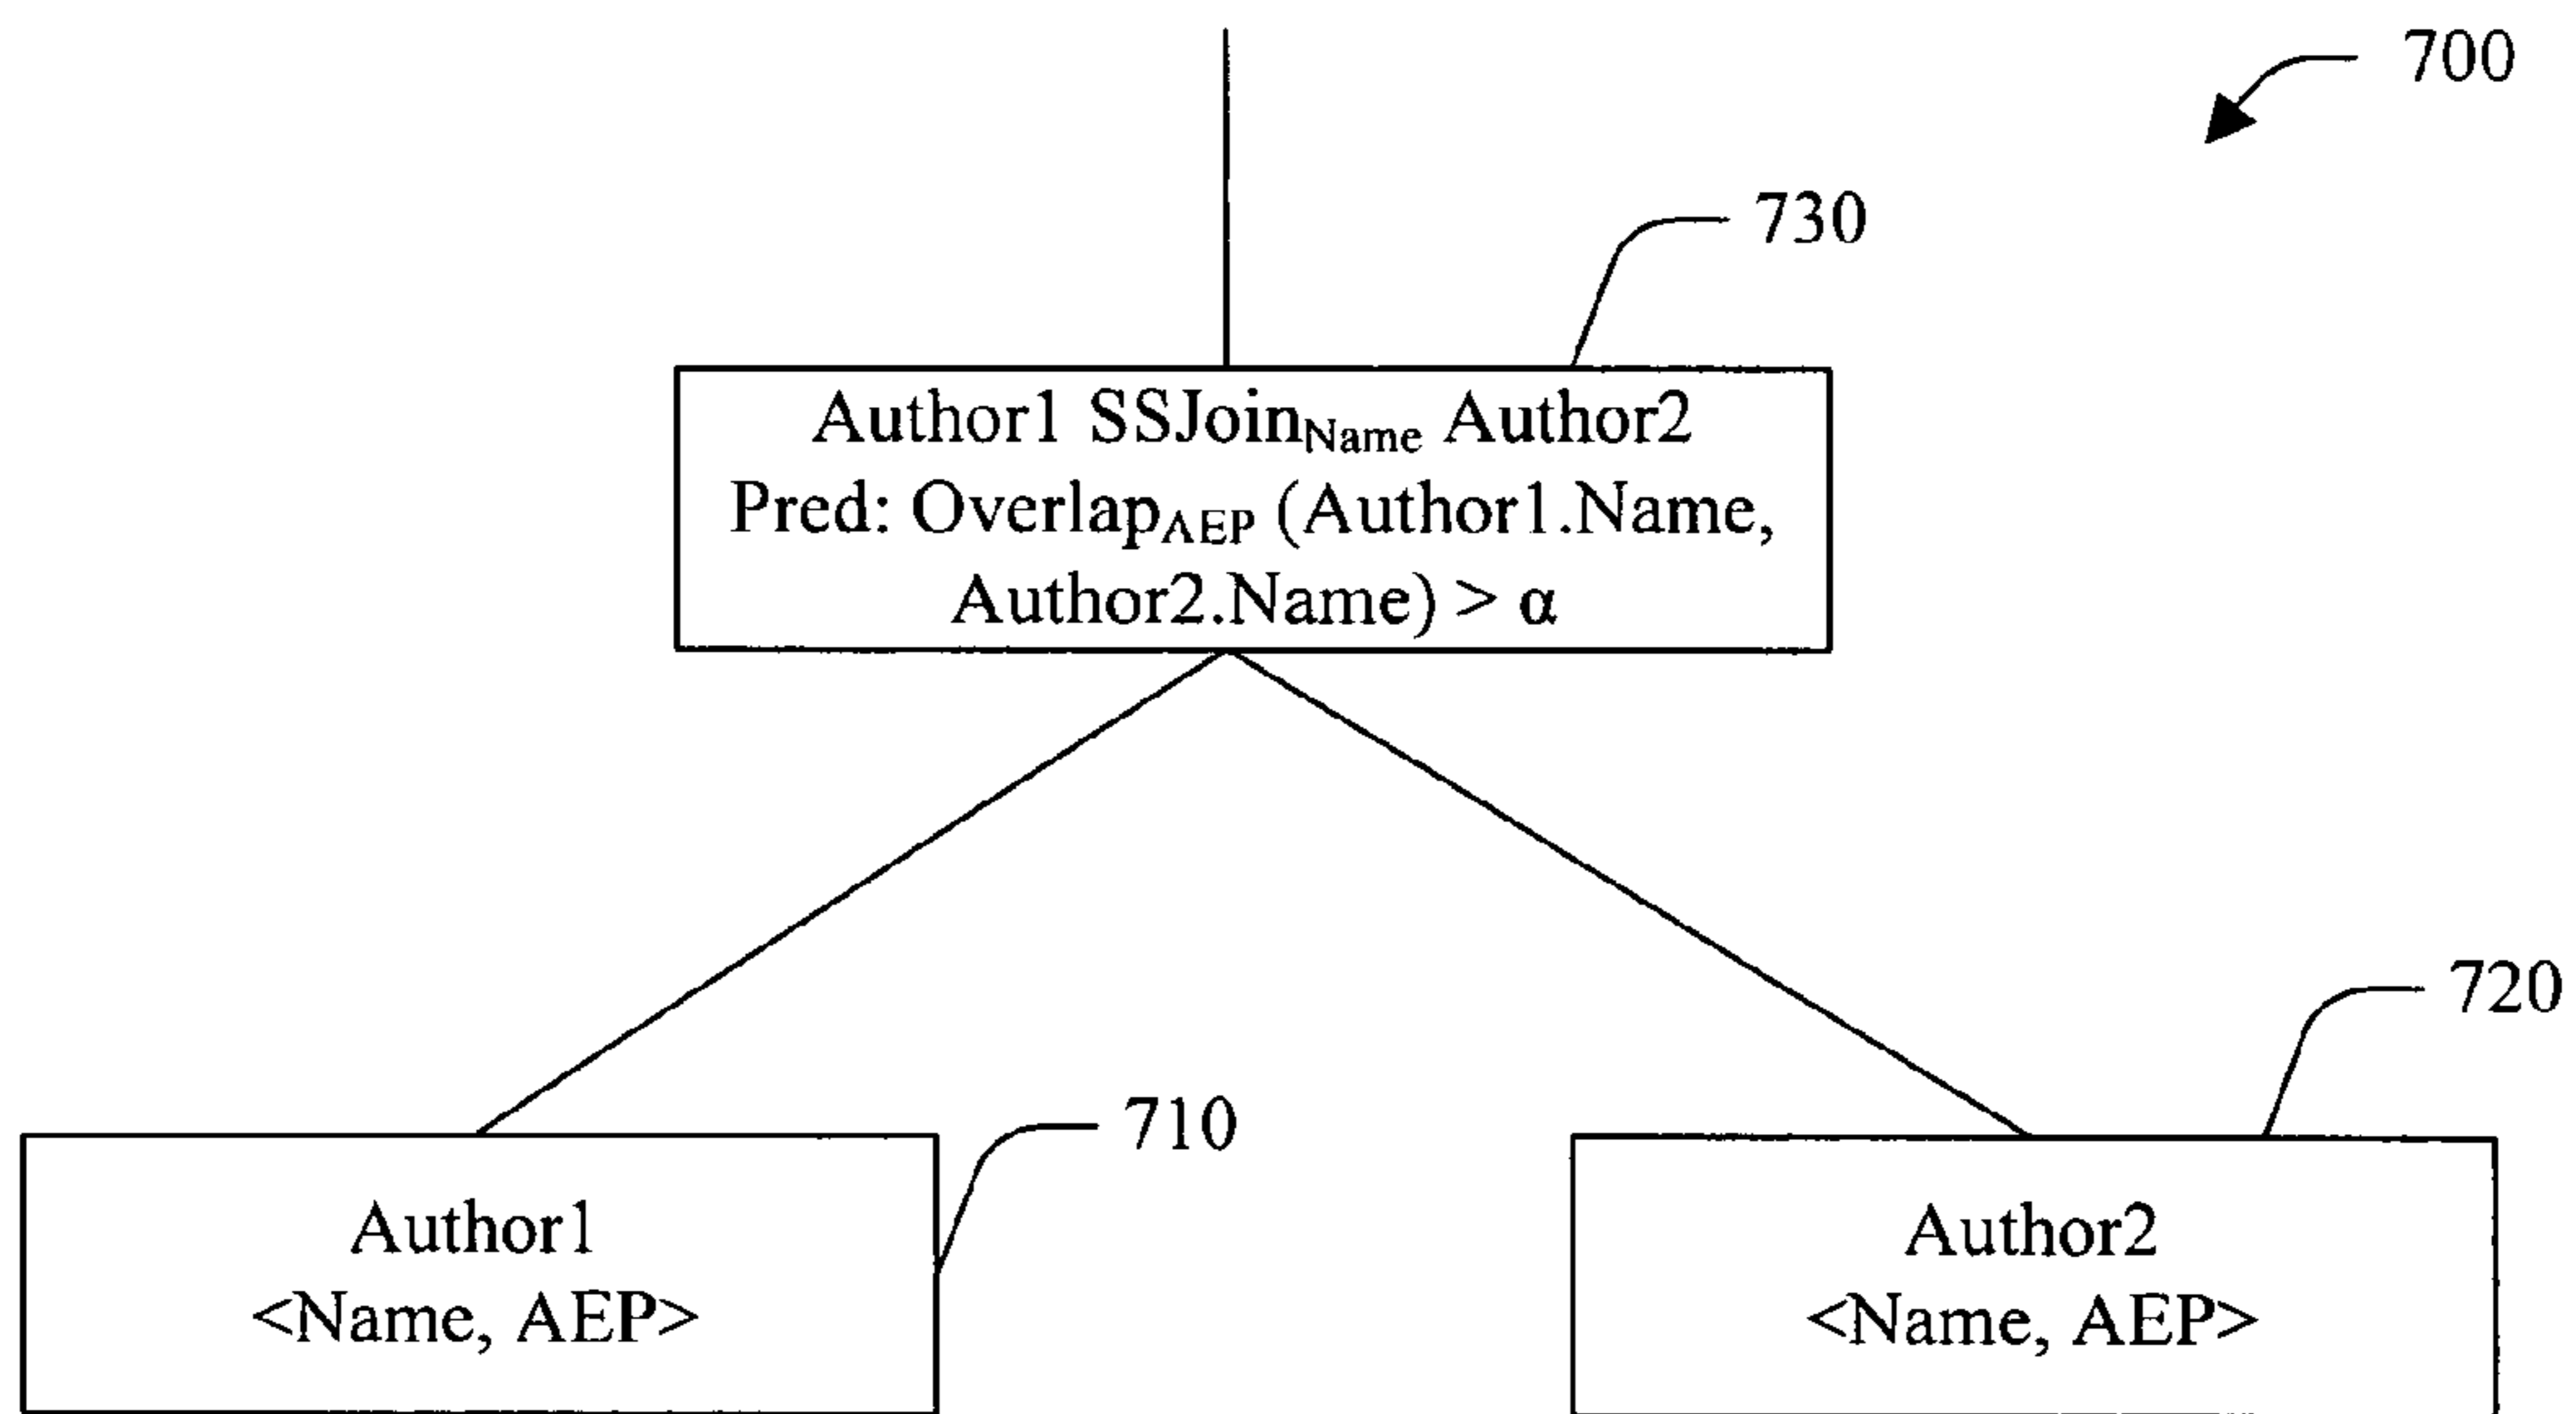 700
730
Author1 SSJoinName Author2
Pred: OverlapAEP (Author1.Name,
Author2.Name) > α
720
710
Author1
<Name, AEP>
Author2
<Name, AEP>